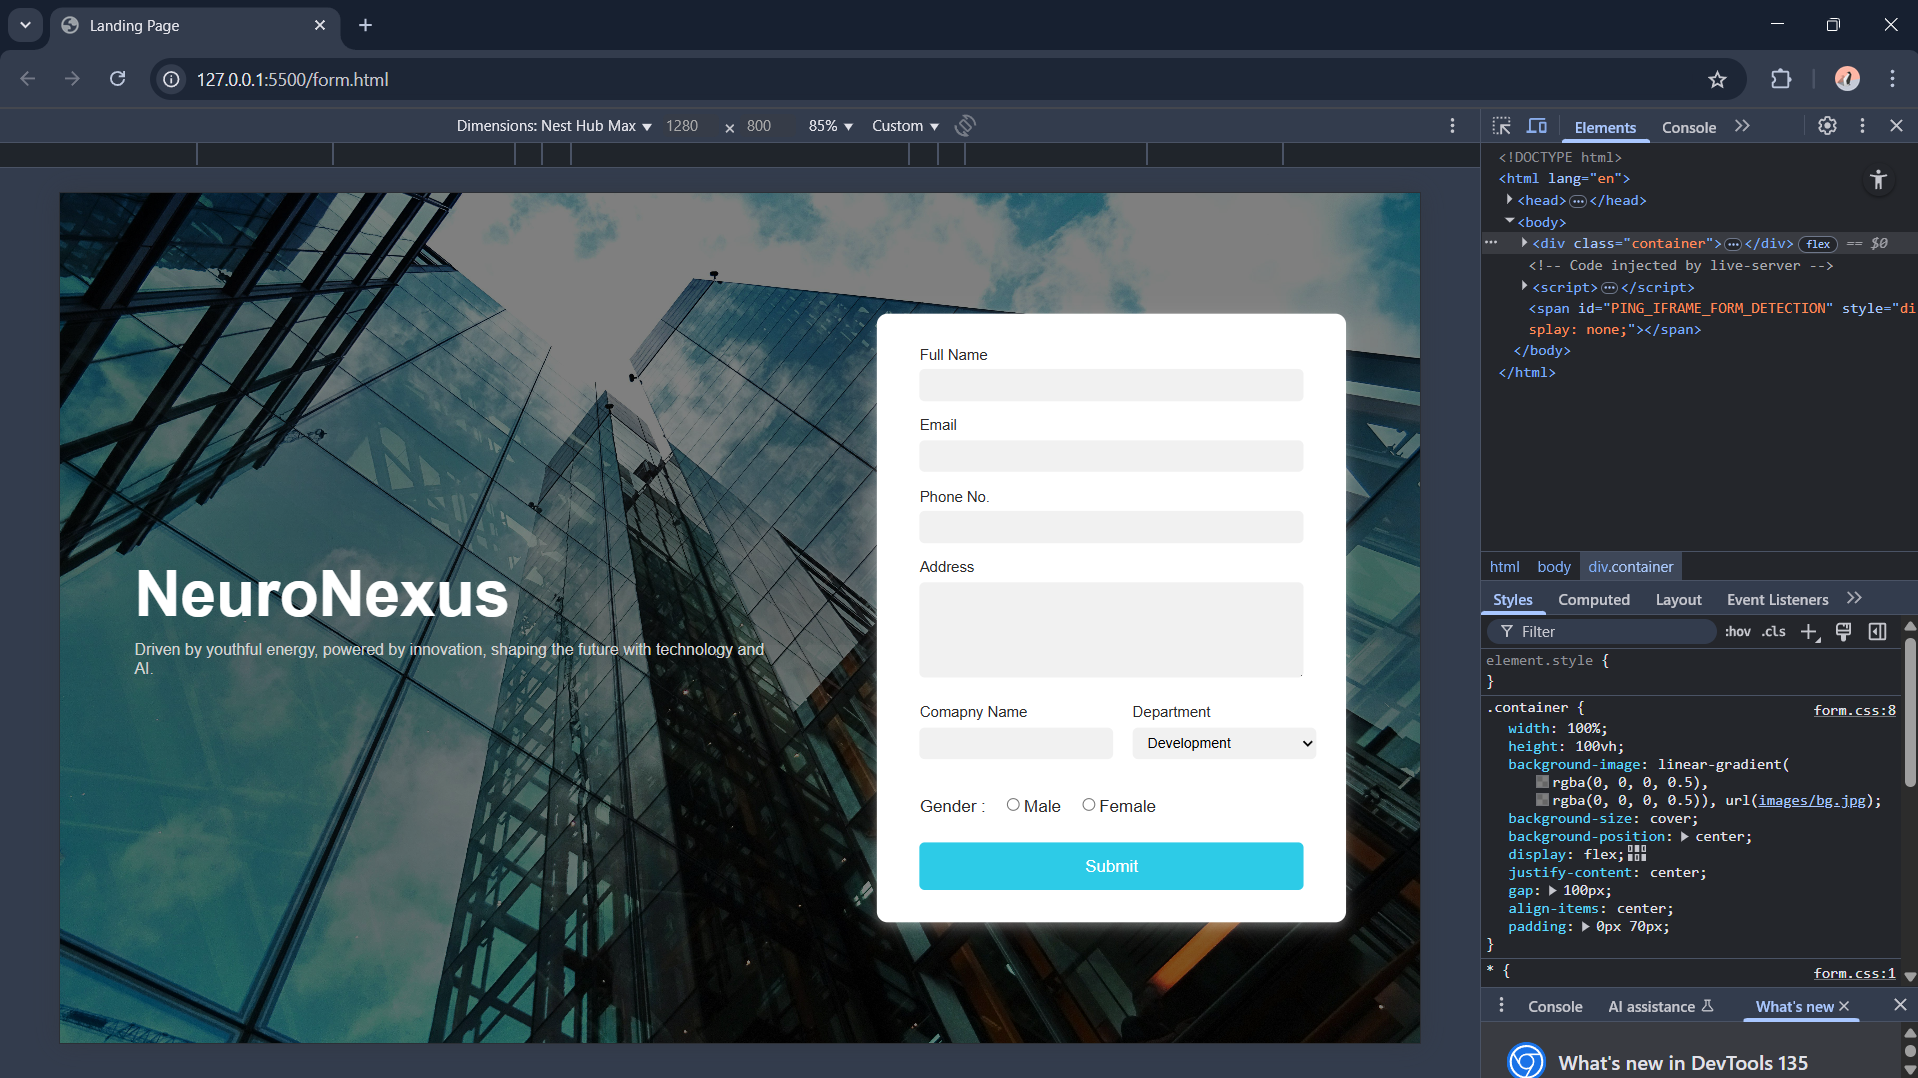 Landing Page
127.0.0.1:5500/form.html
Dimensions: Nest Hub Max 1280 x 800 85% Custom
NeuroNexus
Driven by youthful energy, powered by innovation, shaping the future with technology and
AI.
Full Name
Email
Phone No.
Address
Comapny Name Department
Development
Gender : Male Female
Submit
Elements Console
<!DOCTYPE html>
<html lang="en">
<head>…</head>
<body>
<div class="container">…</div> flex == $0
<!-- Code injected by live-server -->
<script>…</script>
<span id="PING_IFRAME_FORM_DETECTION" style="di
splay: none;"></span>
</body>
</html>
html body div.container
Styles Computed Layout Event Listeners
Filter :hov .cls
element.style {
}
.container { form.css:8
width: 100%;
height: 100vh;
background-image: linear-gradient(
rgba(0, 0, 0, 0.5),
rgba(0, 0, 0, 0.5)), url(images/bg.jpg);
background-size: cover;
background-position: center;
display: flex;
justify-content: center;
gap: 100px;
align-items: center;
padding: 0px 70px;
}
* { form.css:1
Console AI assistance What's new
What's new in DevTools 135